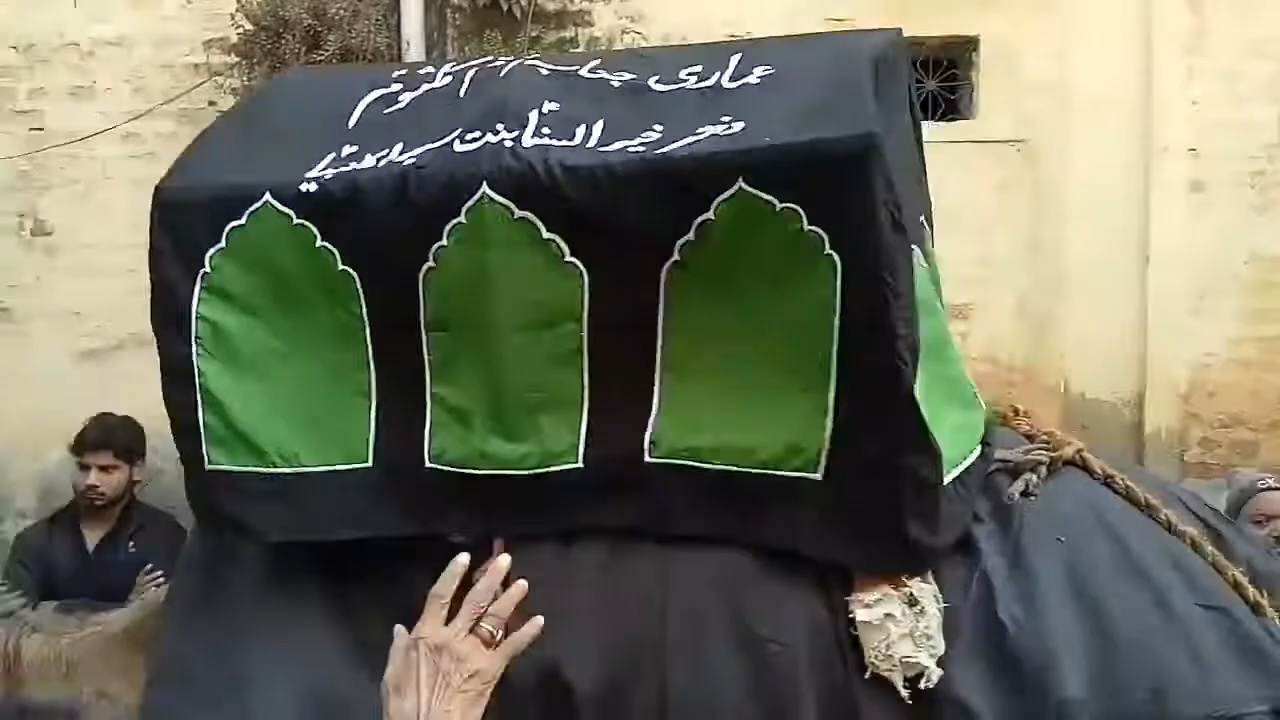 عماری جناب ام کلثوم
دختر خیر النسا بنت سید